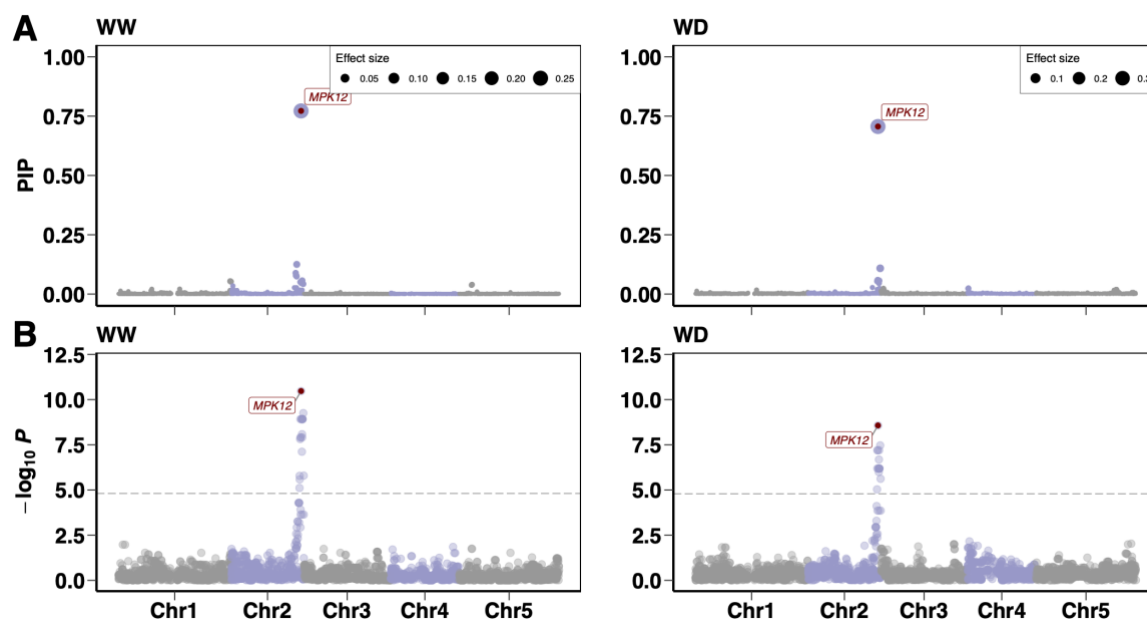 A
WW
WD
Effect size
0.05 0.10 0.15 0.20 0.25
Effect size
0.1 0.2
MPK12
MPK12
PIP
1.00
0.75
0.50
0.25
0.00
1.00
0.75
0.50
0.25
0.00
B
WW
WD
−log10 P
12.5
10.0
7.5
5.0
2.5
0.0
MPK12
12.5
10.0
7.5
5.0
2.5
0.0
MPK12
Chr1 Chr2 Chr3 Chr4 Chr5
Chr1 Chr2 Chr3 Chr4 Chr5